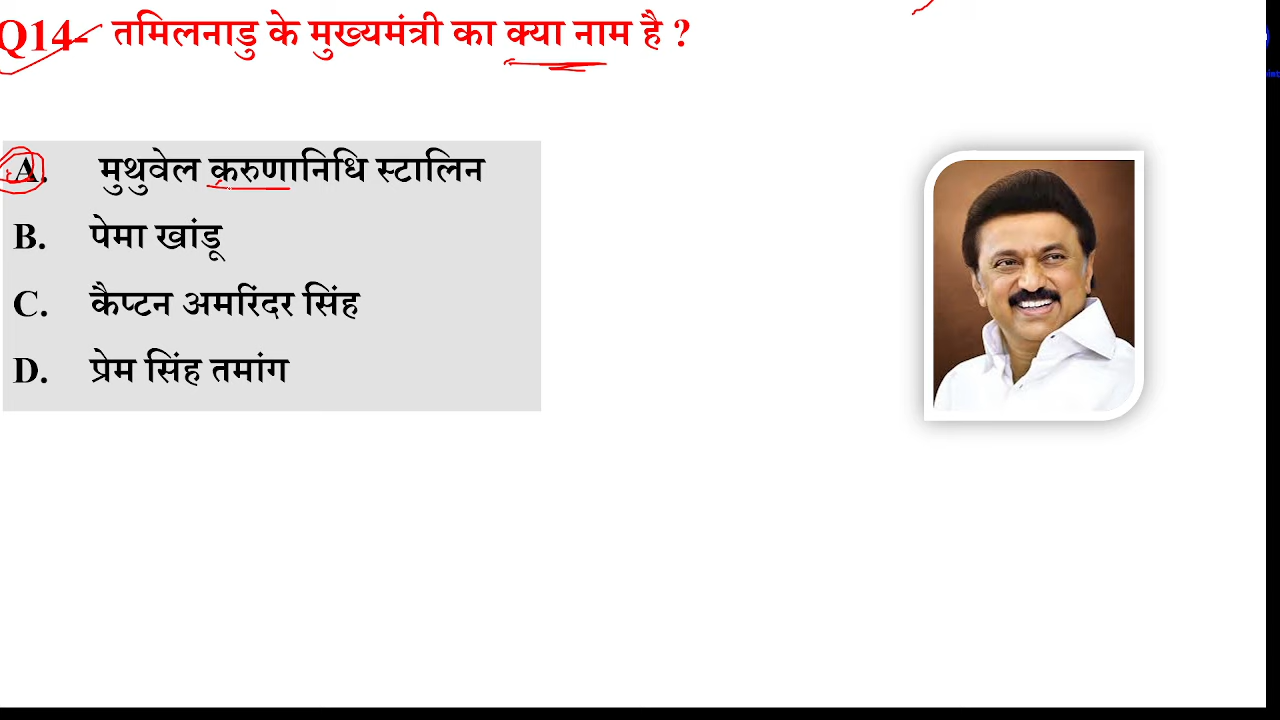 Q14- तमिलनाडु के मुख्यमंत्री का क्या नाम है ?
A. मुथुवेल करुणानिधि स्टालिन
B. पेमा खांडू
C. कैप्टन अमरिंदर सिंह
D. प्रेम सिंह तमांग